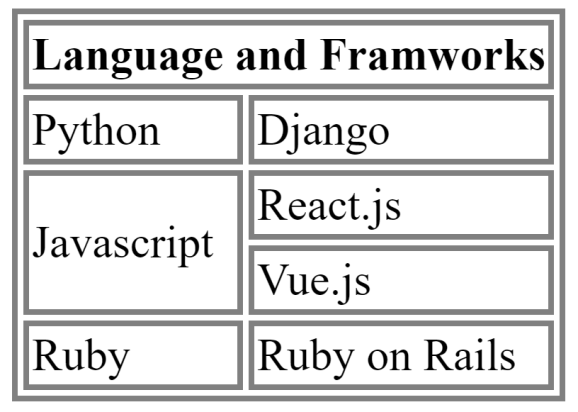 Language and Framworks
Python Django
Javascript React.js
Vue.js
Ruby Ruby on Rails